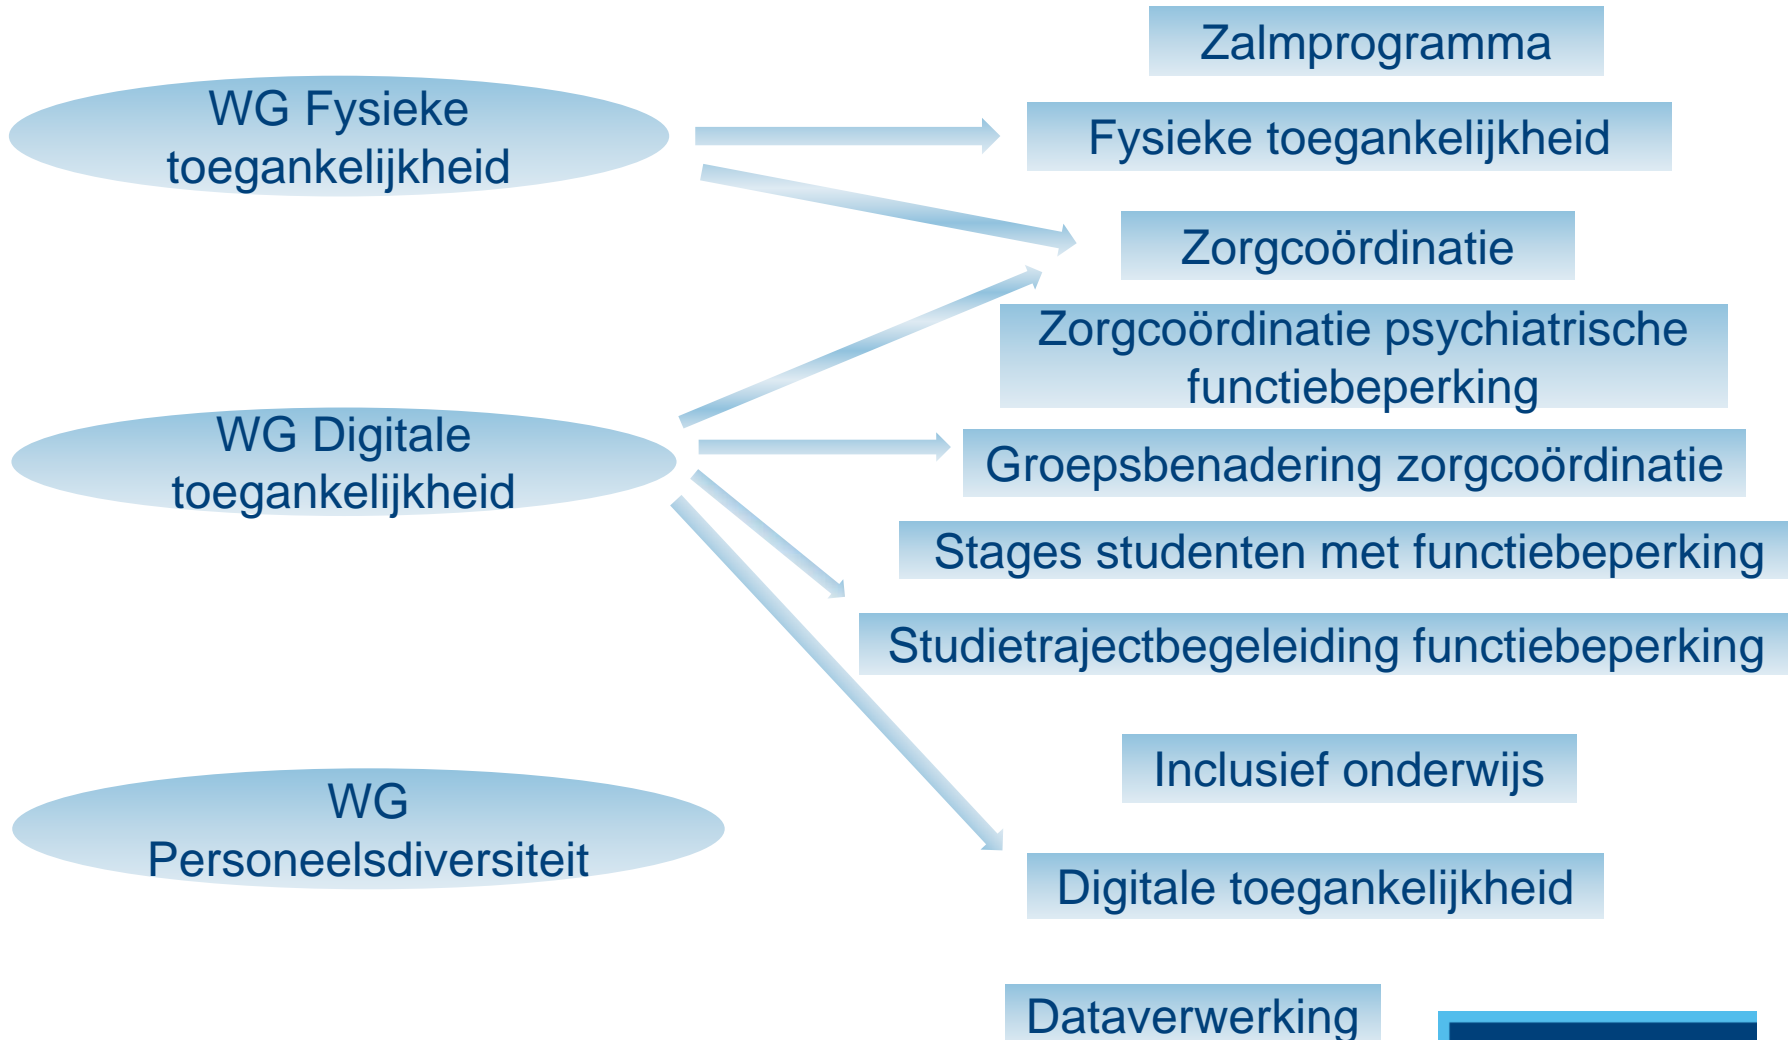 Zalmprogramma
WG Fysieke
toegankelijkheid
Fysieke toegankelijkheid
Zorgcoördinatie
Zorgcoördinatie psychiatrische
functiebeperking
WG Digitale
toegankelijkheid
Groepsbenadering zorgcoördinatie
Stages studenten met functiebeperking
Studietrajectbegeleiding functiebeperking
Inclusief onderwijs
WG
Personeelsdiversiteit
Digitale toegankelijkheid
Dataverwerking